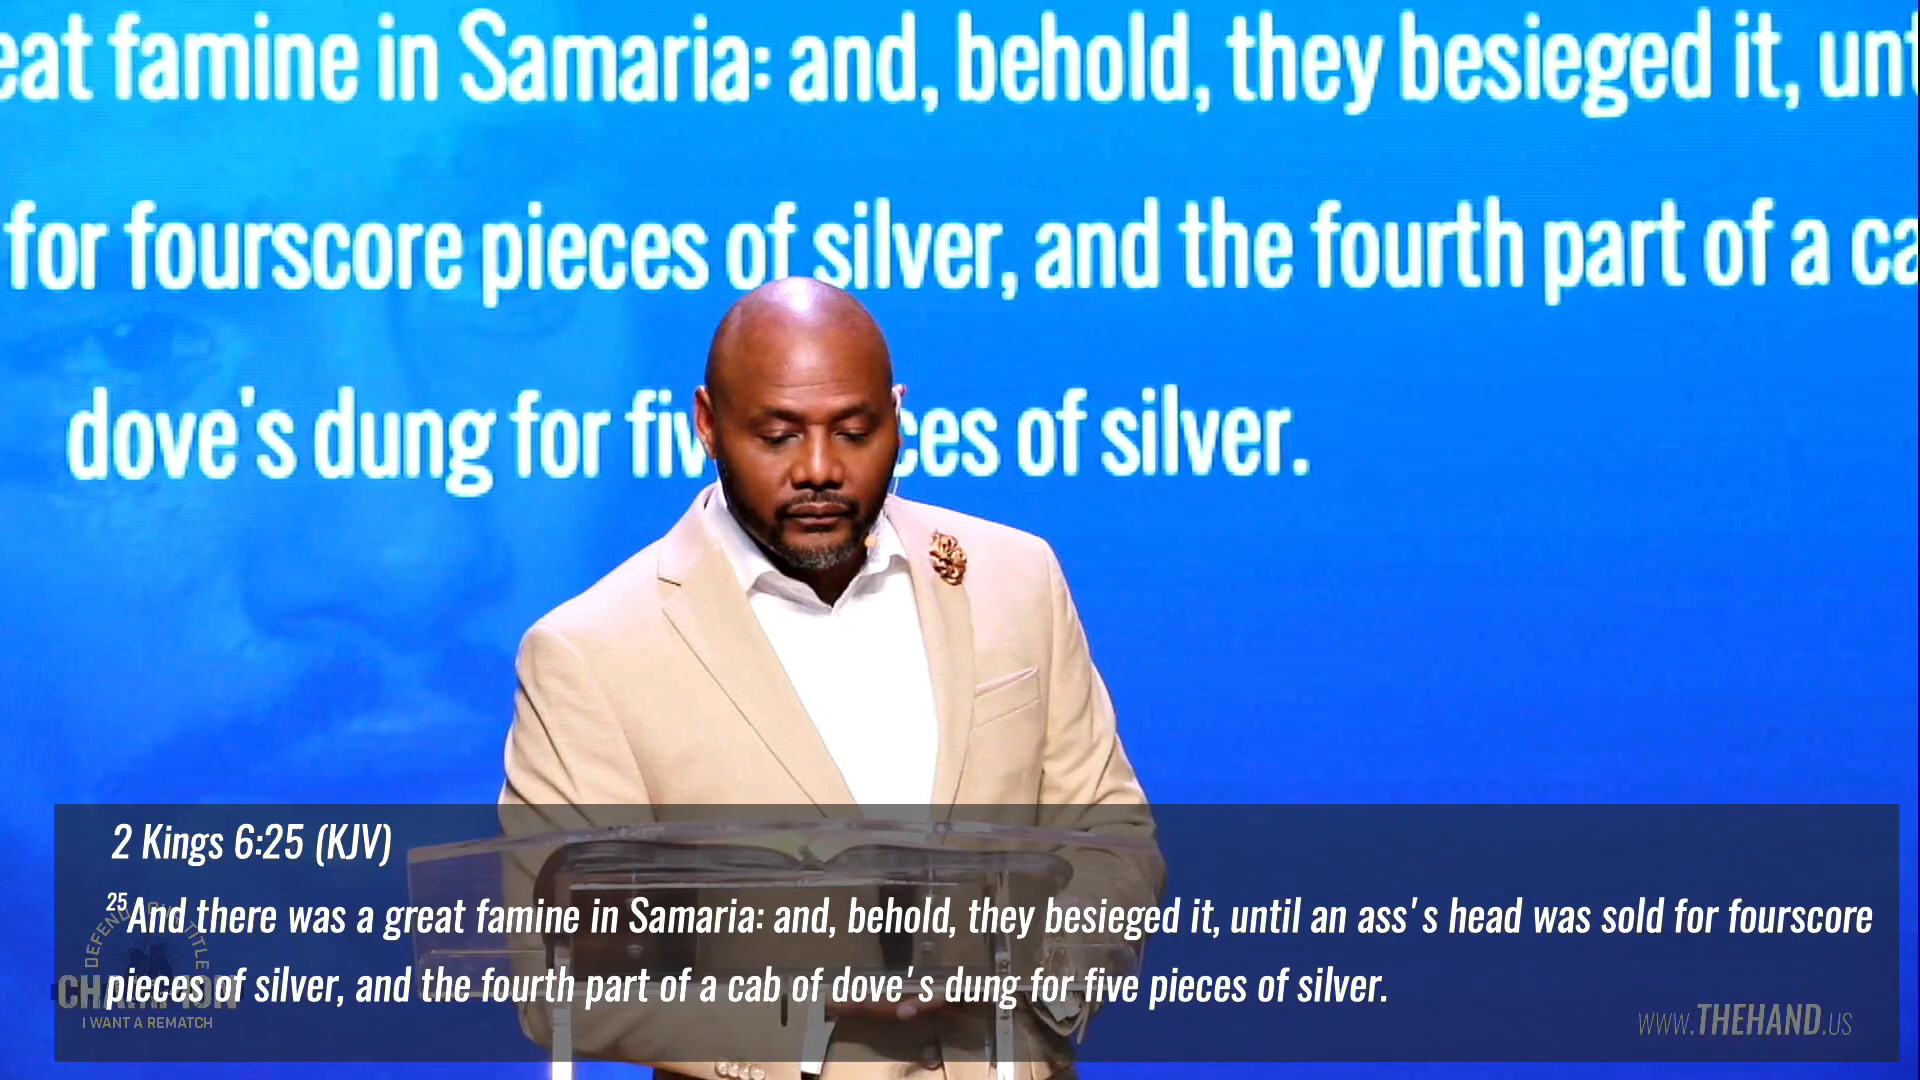 eat famine in Samaria: and, behold, they besieged it, unt
for fourscore pieces of silver, and the fourth part of a ca
dove's dung for fiv ces of silver.
2 Kings 6:25 (KJV)
25And there was a great famine in Samaria: and, behold, they besieged it, until an ass's head was sold for fourscore
pieces of silver, and the fourth part of a cab of dove's dung for five pieces of silver.
DEFEND TITLE
I WANT A REMATCH
WWW.THEHAND.US